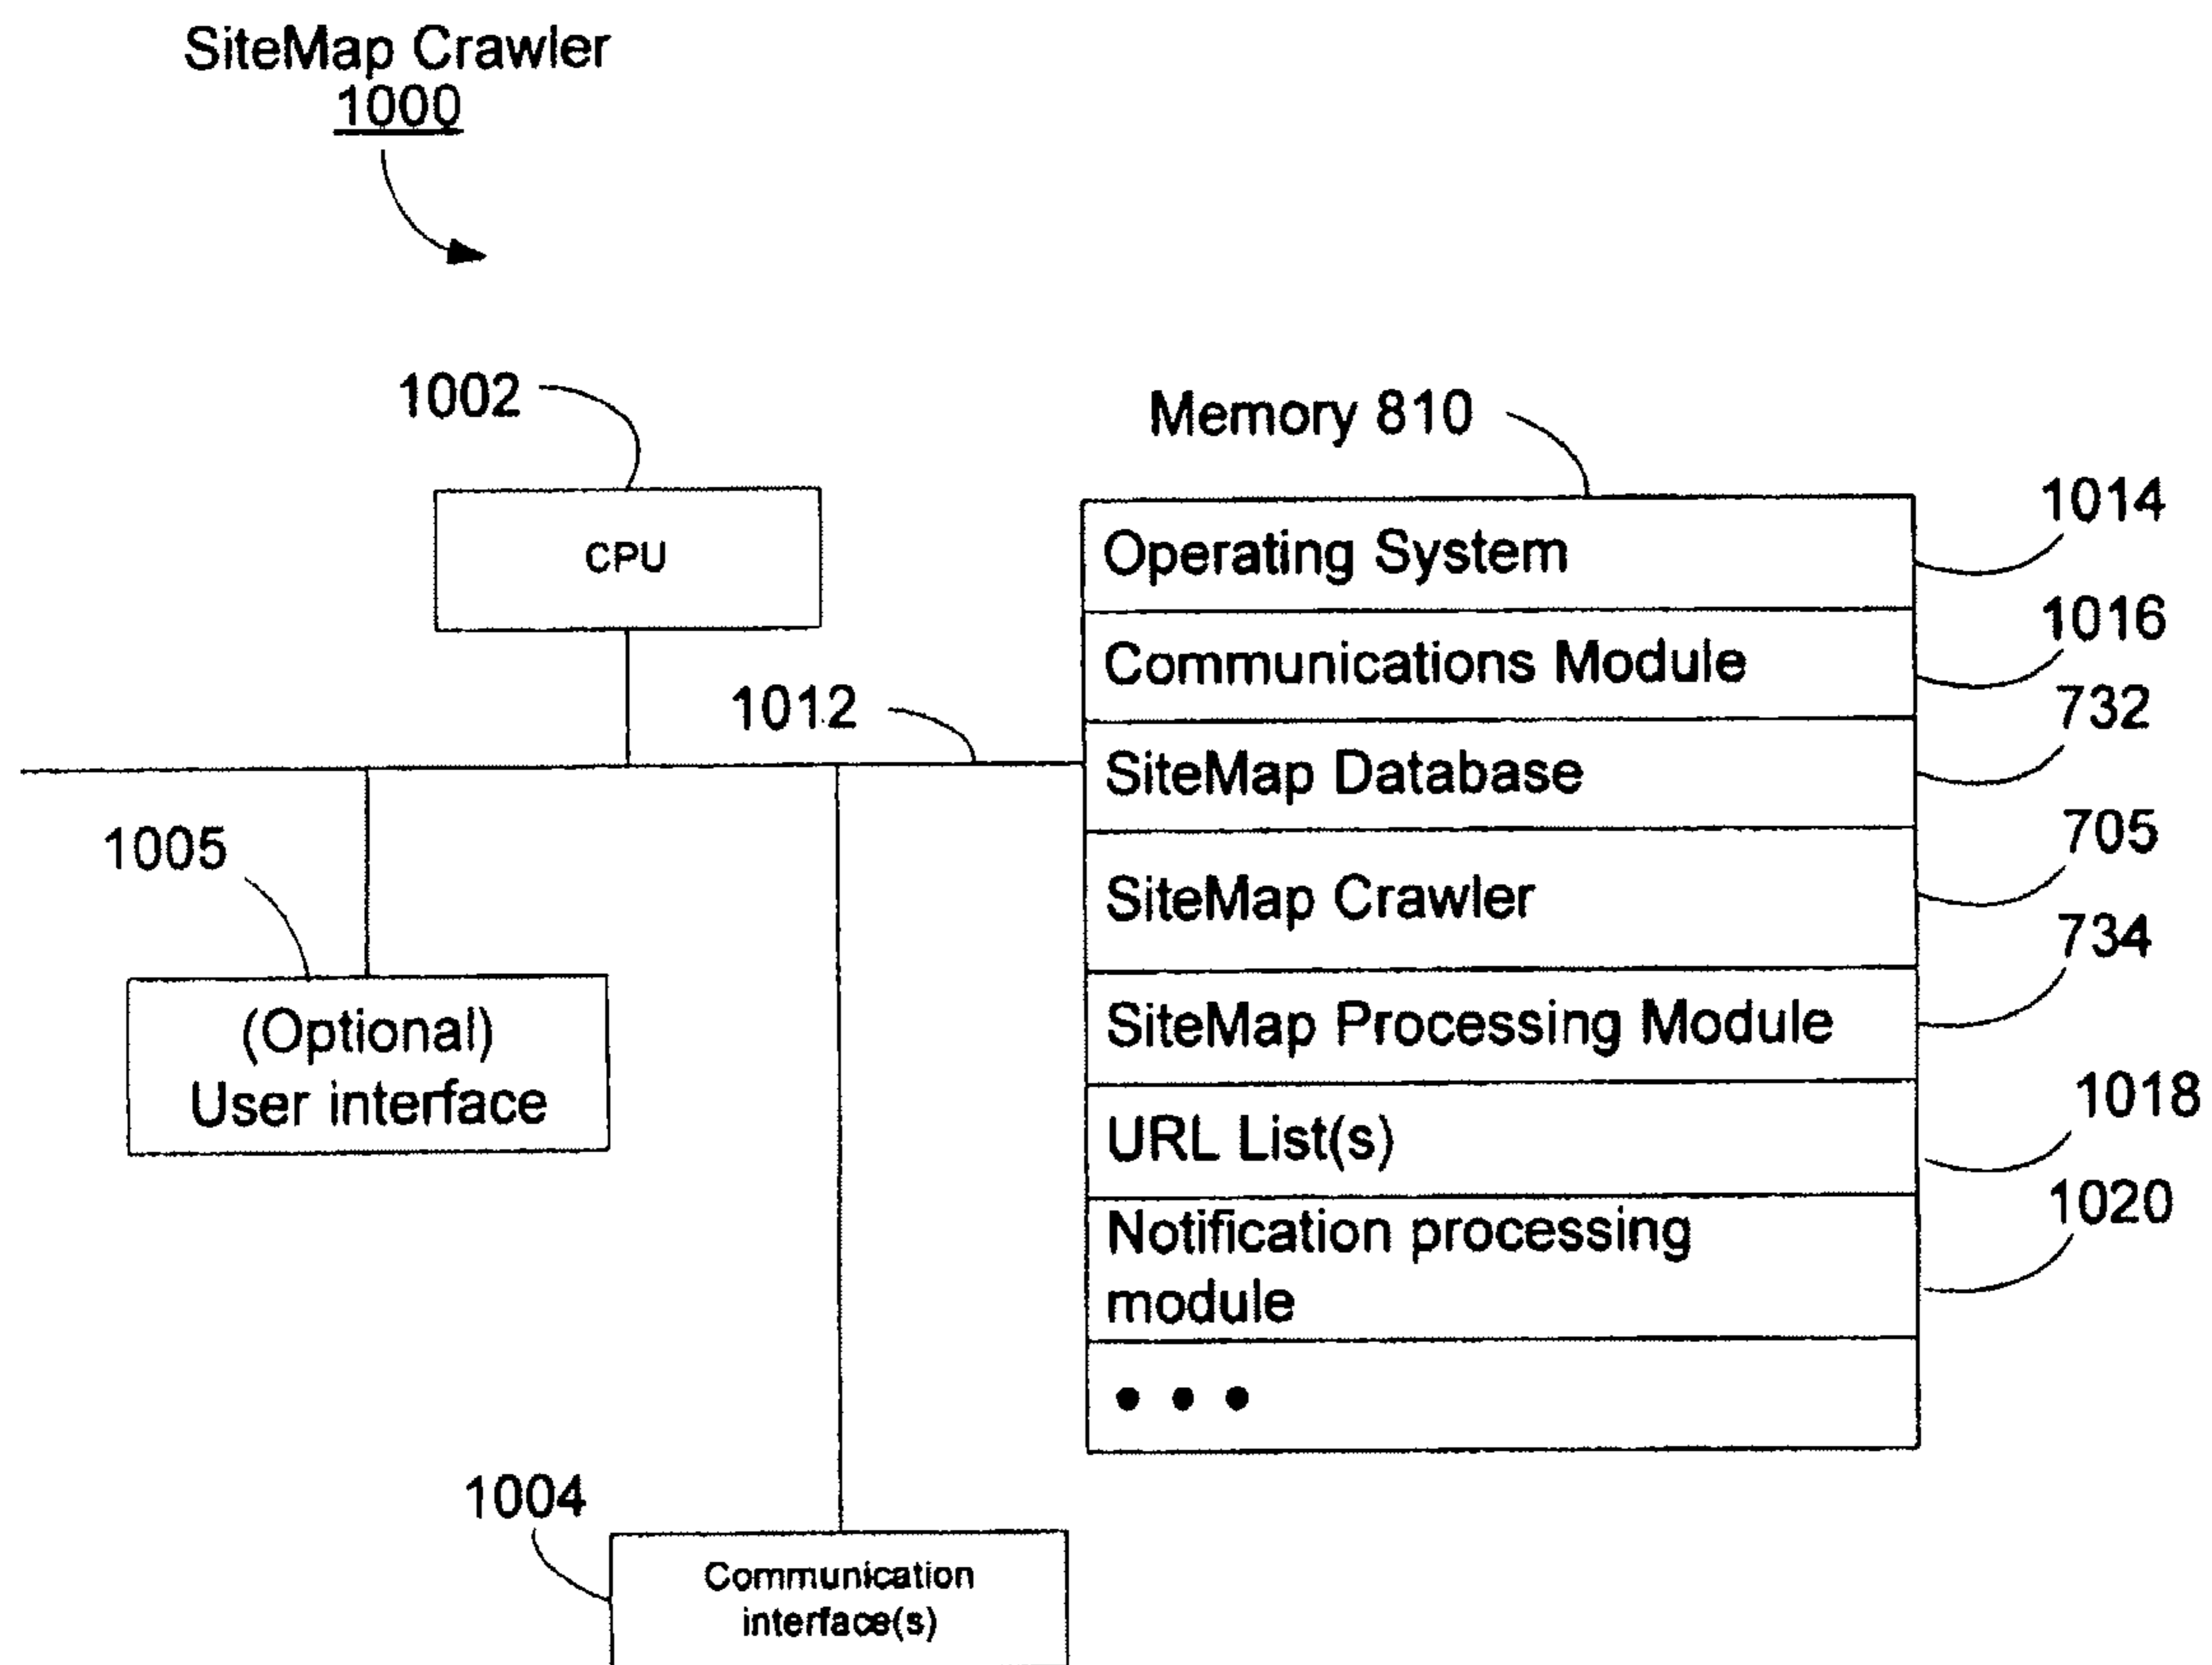 SiteMap Crawler
1000
1002
CPU
Memory 810
Operating System
1014
Communications Module
1016
1012
SiteMap Database
732
SiteMap Crawler
705
SiteMap Processing Module
734
URL List(s)
1018
Notification processing
module
1020
1005
(Optional)
User interface
1004
Communication
interface(s)